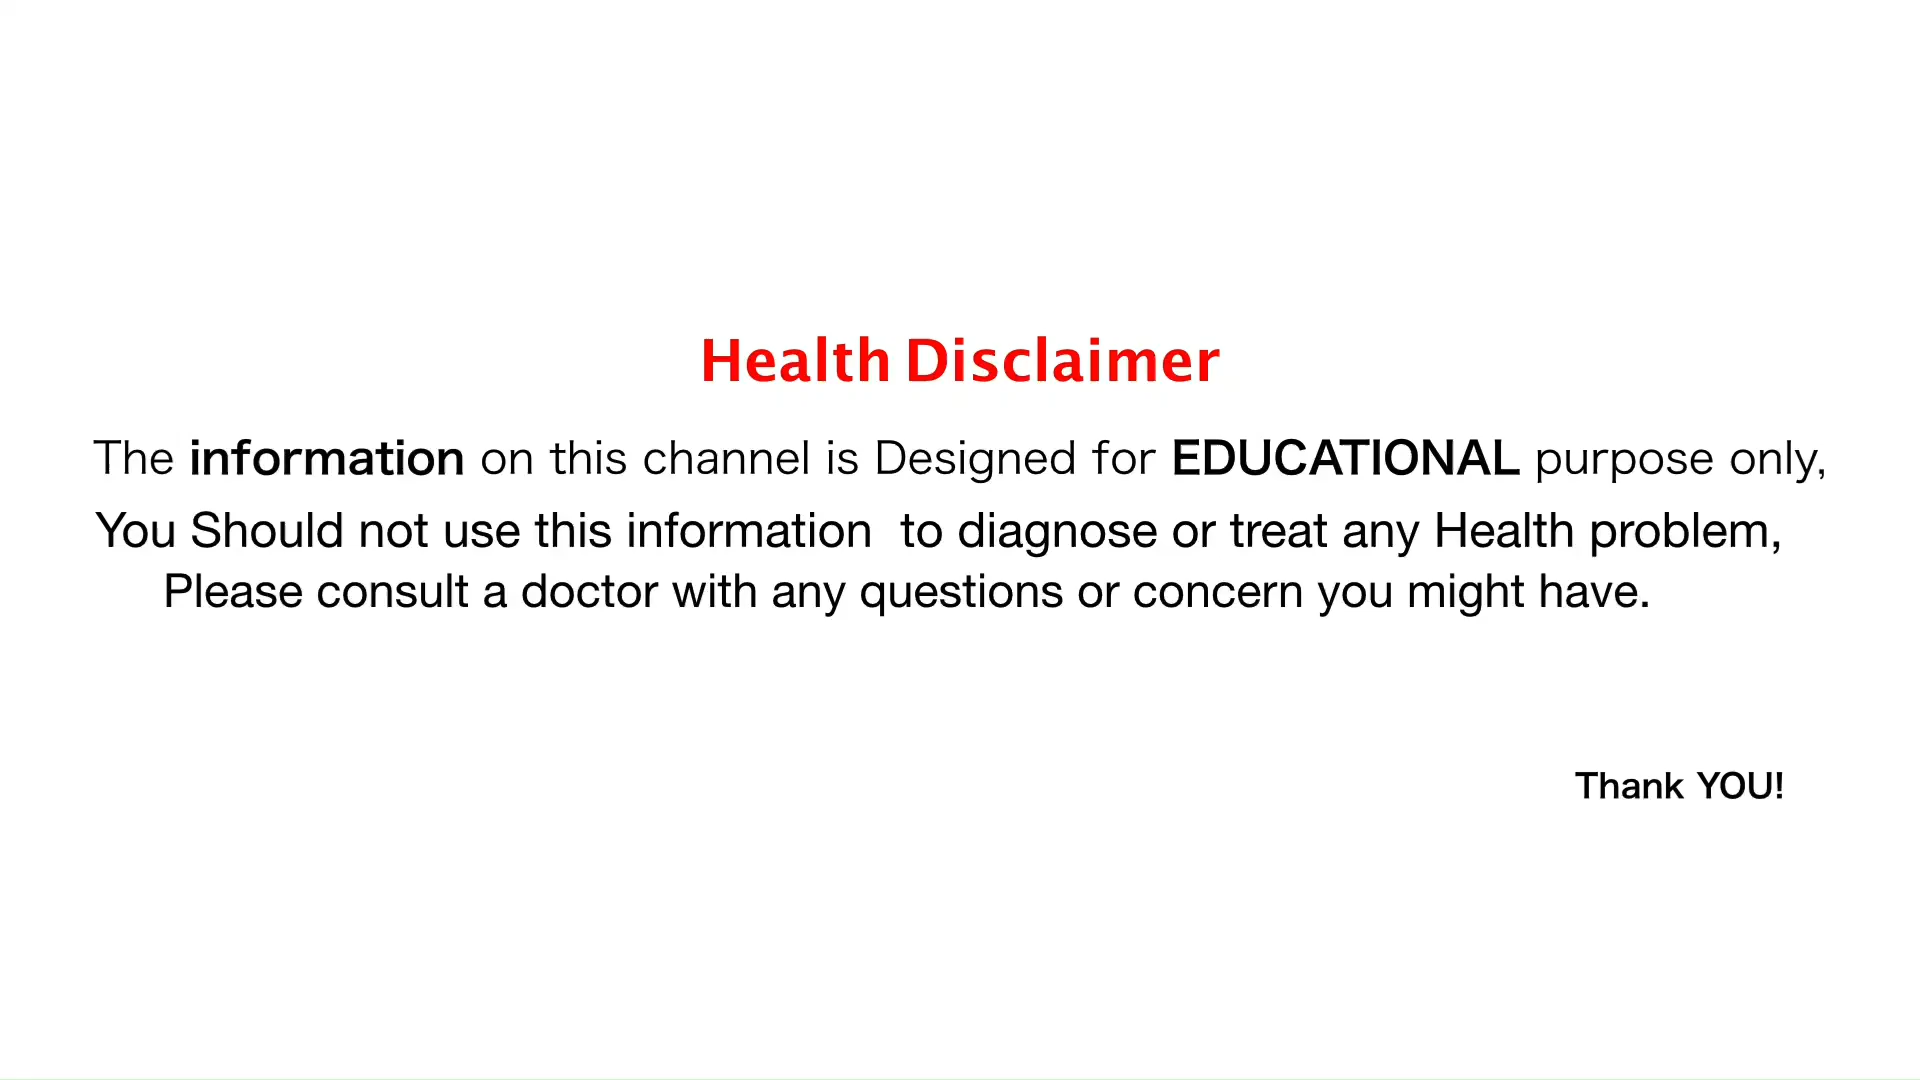 Health Disclaimer
The information on this channel is Designed for EDUCATIONAL purpose only,
You Should not use this information  to diagnose or treat any Health problem,
Please consult a doctor with any questions or concern you might have.
Thank YOU!